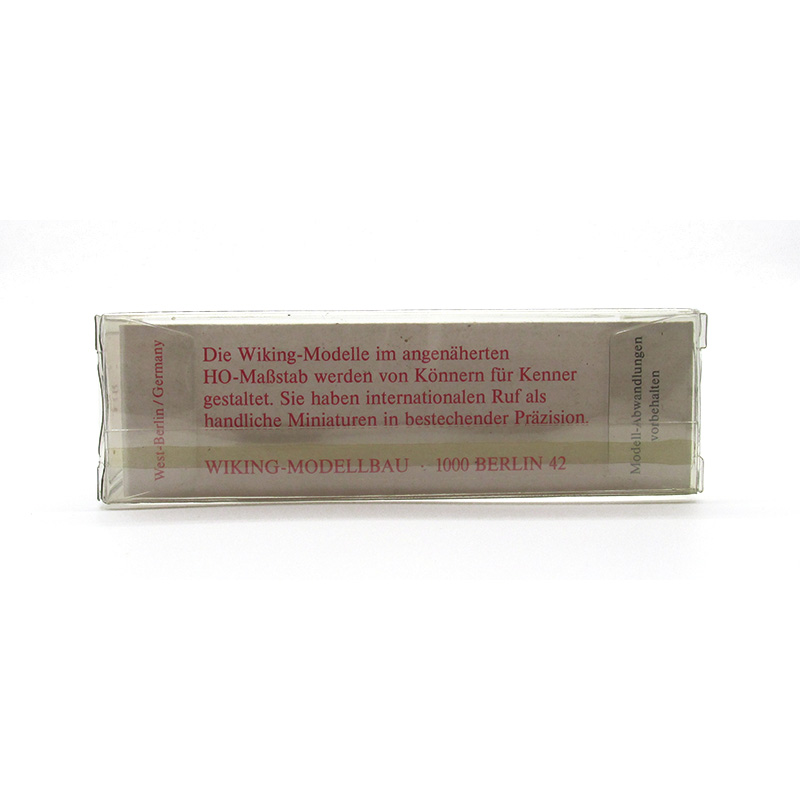 West-Berlin/Germany
Die Wiking-Modelle im angenäherten
HO-Maßstab werden von Könnern für Kenner
gestaltet. Sie haben internationalen Ruf als
handliche Miniaturen in bestechender Präzision.
WIKING-MODELLBAU · 1000 BERLIN 42
Modell-Abwandlungen
vorbehalten